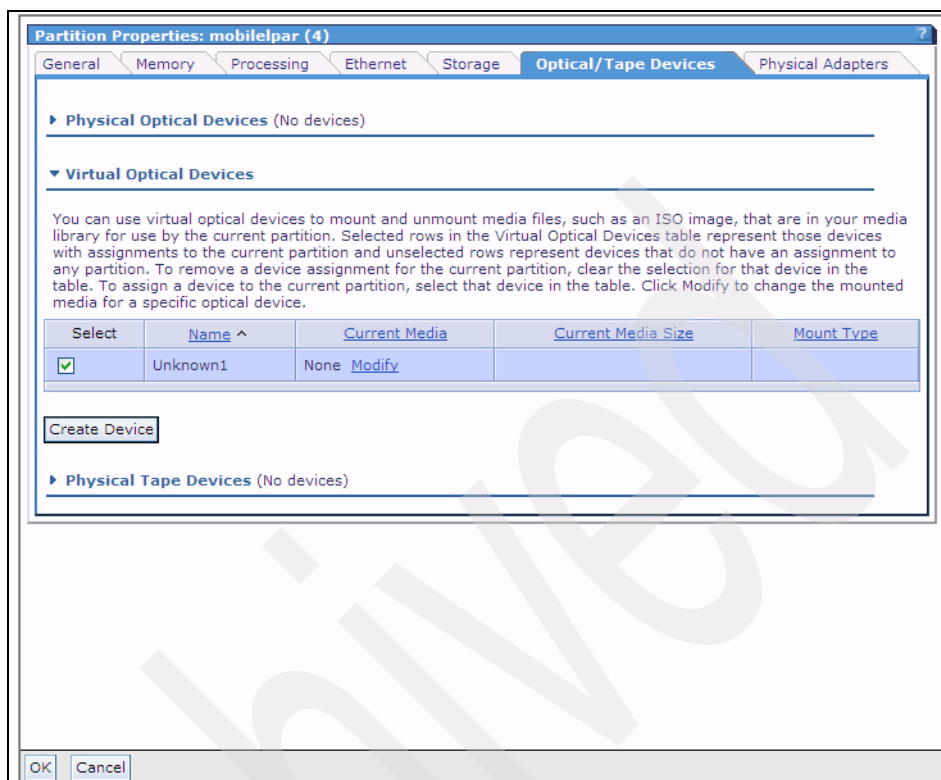 Partition Properties: mobilelpar (4) ?
General Memory Processing Ethernet Storage Optical/Tape Devices Physical Adapters
Physical Optical Devices (No devices)
Virtual Optical Devices
You can use virtual optical devices to mount and unmount media files, such as an ISO image, that are in your media
library for use by the current partition. Selected rows in the Virtual Optical Devices table represent those devices
with assignments to the current partition and unselected rows represent devices that do not have an assignment to
any partition. To remove a device assignment for the current partition, clear the selection for that device in the
table. To assign a device to the current partition, select that device in the table. Click Modify to change the mounted
media for a specific optical device.
Select Name ^ Current Media Current Media Size Mount Type
Unknown1 None Modify
Create Device
Physical Tape Devices (No devices)
hived
OK Cancel